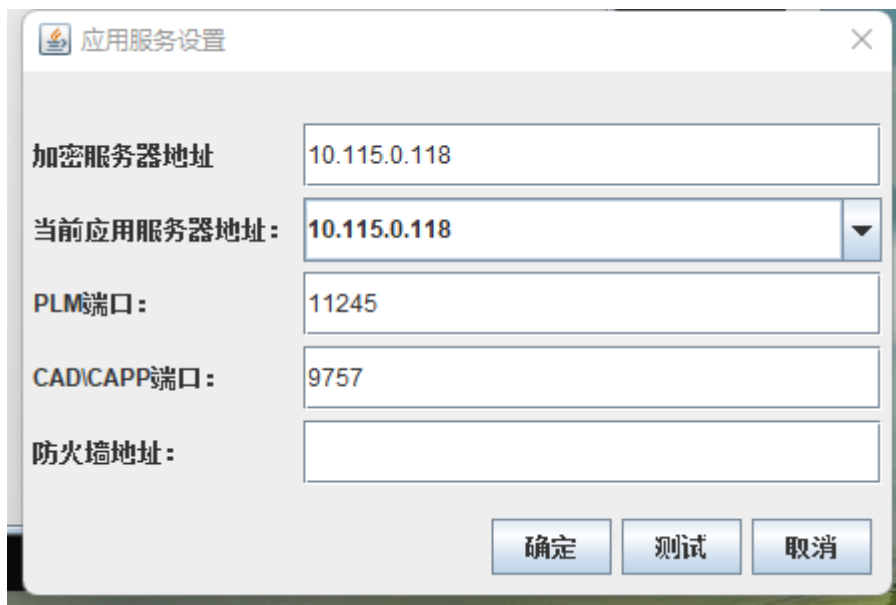 应用服务设置
加密服务器地址 10.115.0.118
当前应用服务器地址： 10.115.0.118
PLM端口： 11245
CAD\CAPP端口： 9757
防火墙地址：
确定 测试 取消